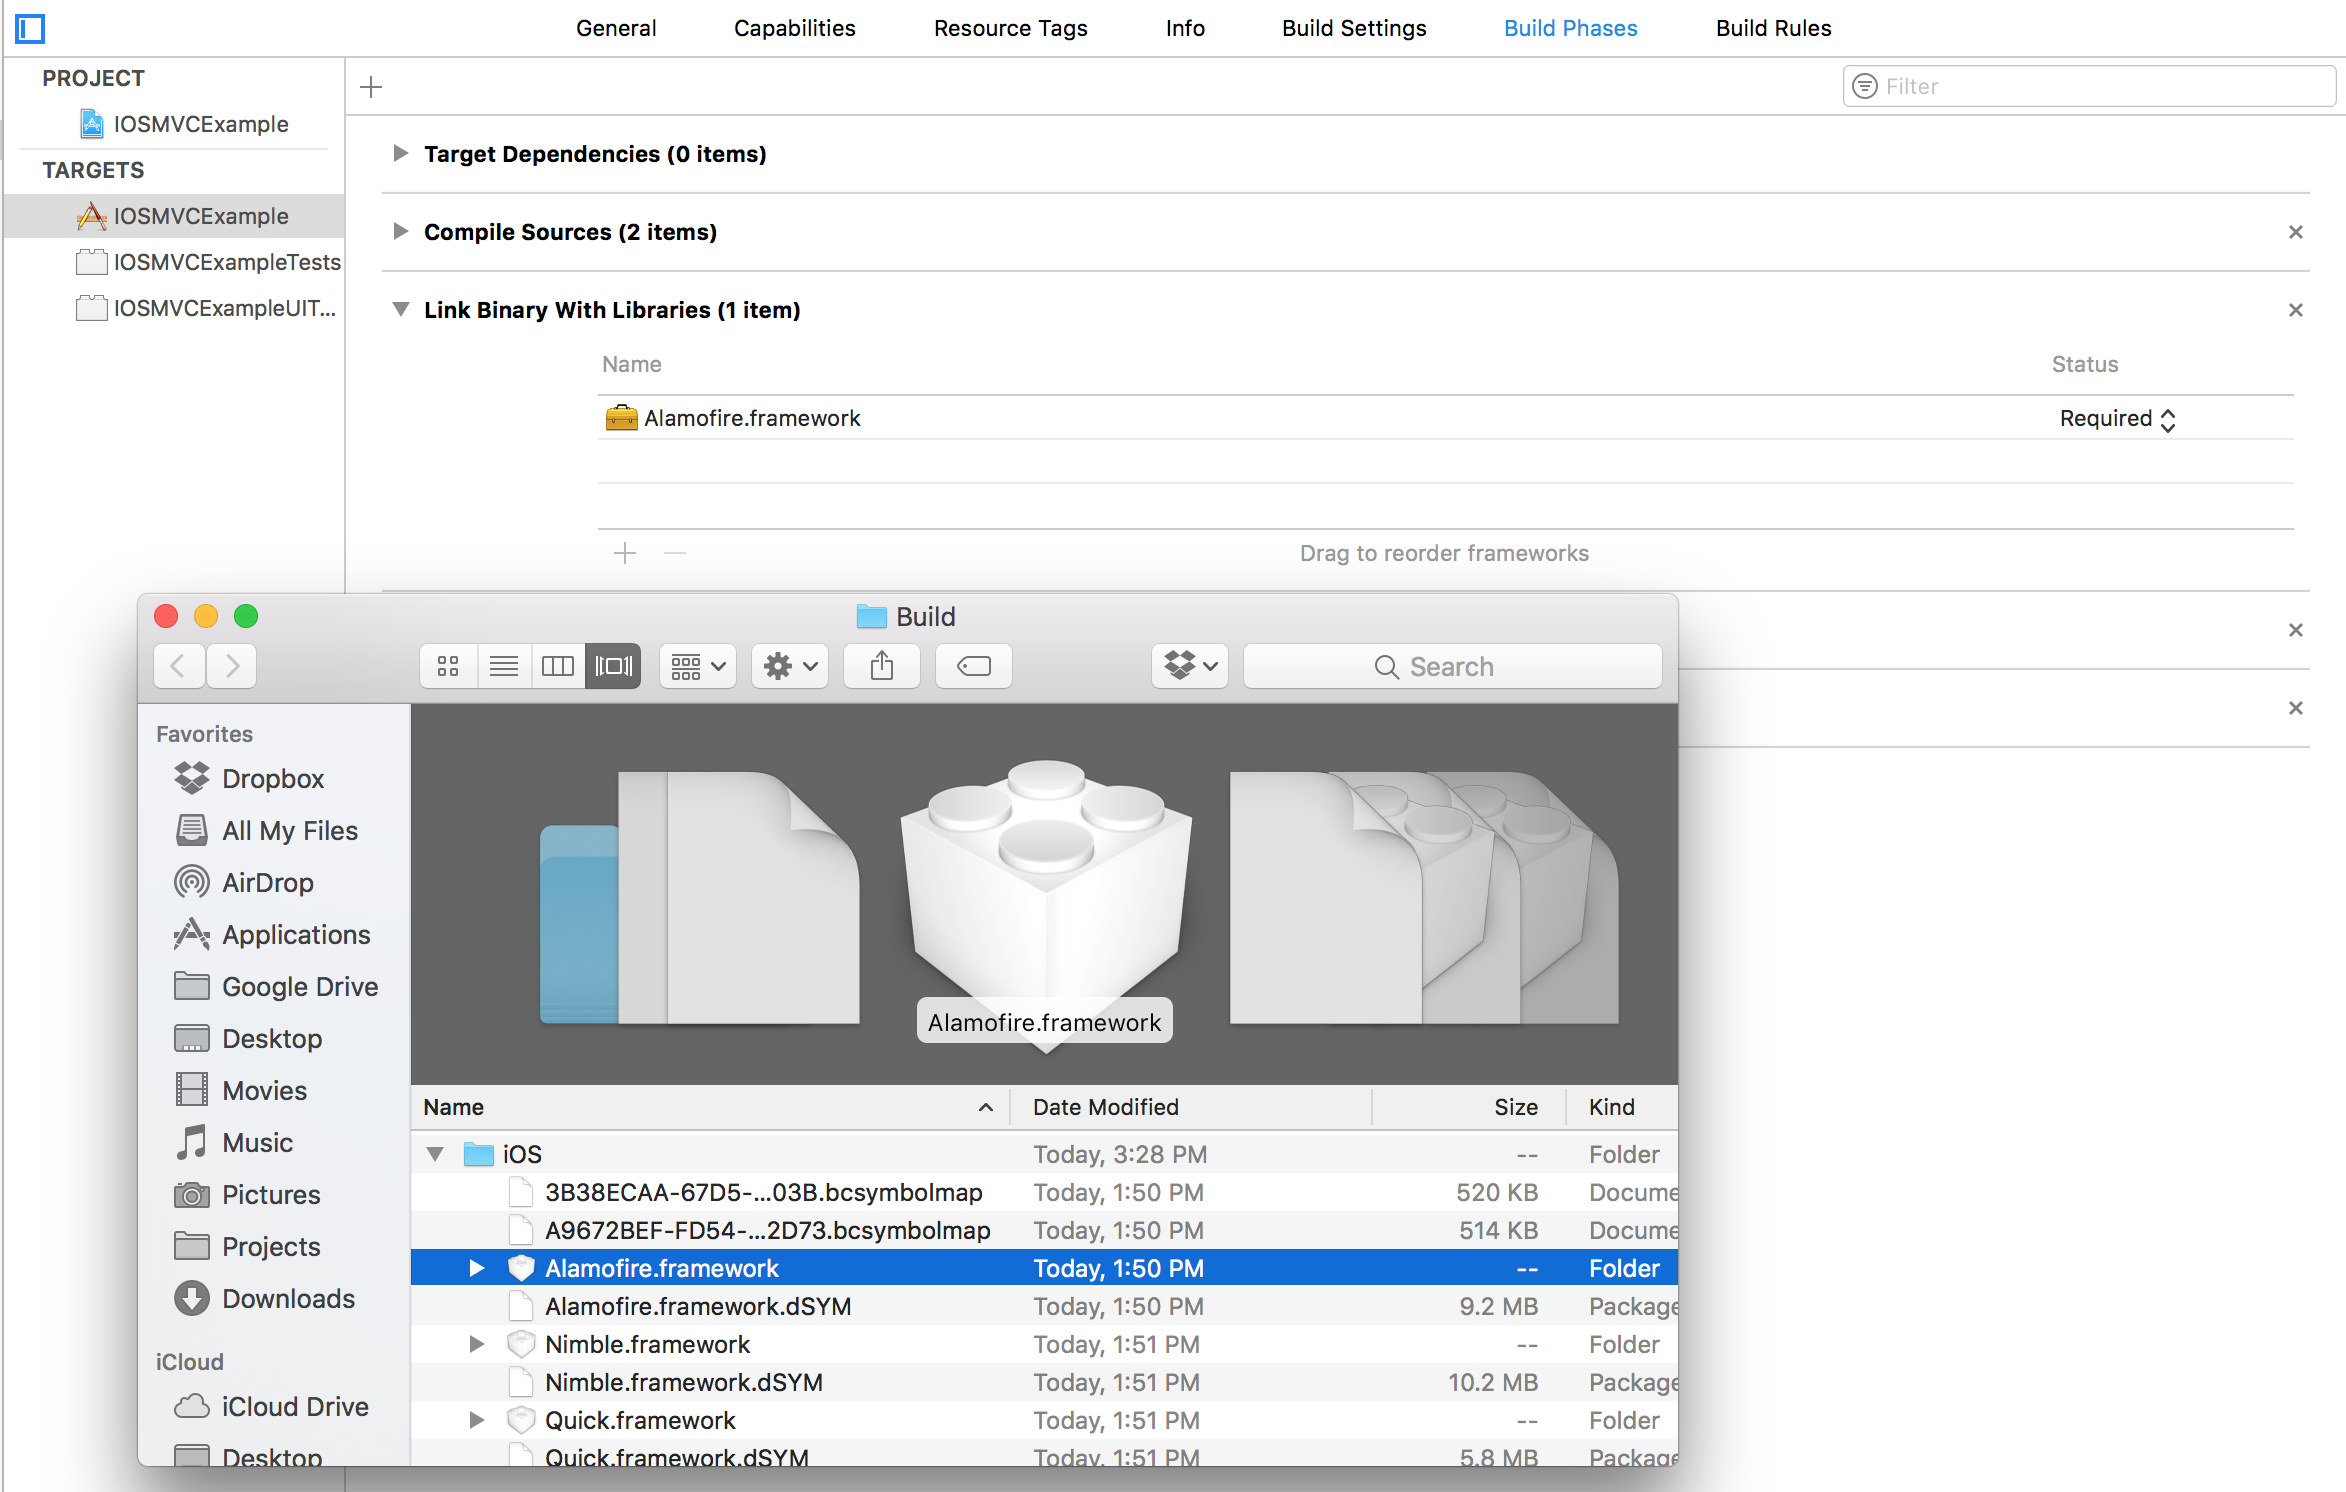 General Capabilities Resource Tags Info Build Settings Build Phases Build Rules
PROJECT
IOSMVCExample
TARGETS
IOSMVCExample
IOSMVCExampleTests
IOSMVCExampleUIT...
Filter
Target Dependencies (0 items)
Compile Sources (2 items)
Link Binary With Libraries (1 item)
Name Status
Alamofire.framework Required
Drag to reorder frameworks
Build
Search
Favorites
Dropbox
All My Files
AirDrop
Applications
Google Drive
Desktop
Movies
Music
Pictures
Projects
Downloads
iCloud
iCloud Drive
Desktop
Alamofire.framework
Name Date Modified Size Kind
iOS Today, 3:28 PM -- Folder
3B38ECAA-67D5-...03B.bcsymbolmap Today, 1:50 PM 520 KB Docume
A9672BEF-FD54-...2D73.bcsymbolmap Today, 1:50 PM 514 KB Docume
Alamofire.framework Today, 1:50 PM -- Folder
Alamofire.framework.dSYM Today, 1:50 PM 9.2 MB Package
Nimble.framework Today, 1:51 PM -- Folder
Nimble.framework.dSYM Today, 1:51 PM 10.2 MB Package
Quick.framework Today, 1:51 PM -- Folder
Quick.framework.dSYM Today, 1:51 PM 5.8 MB Package